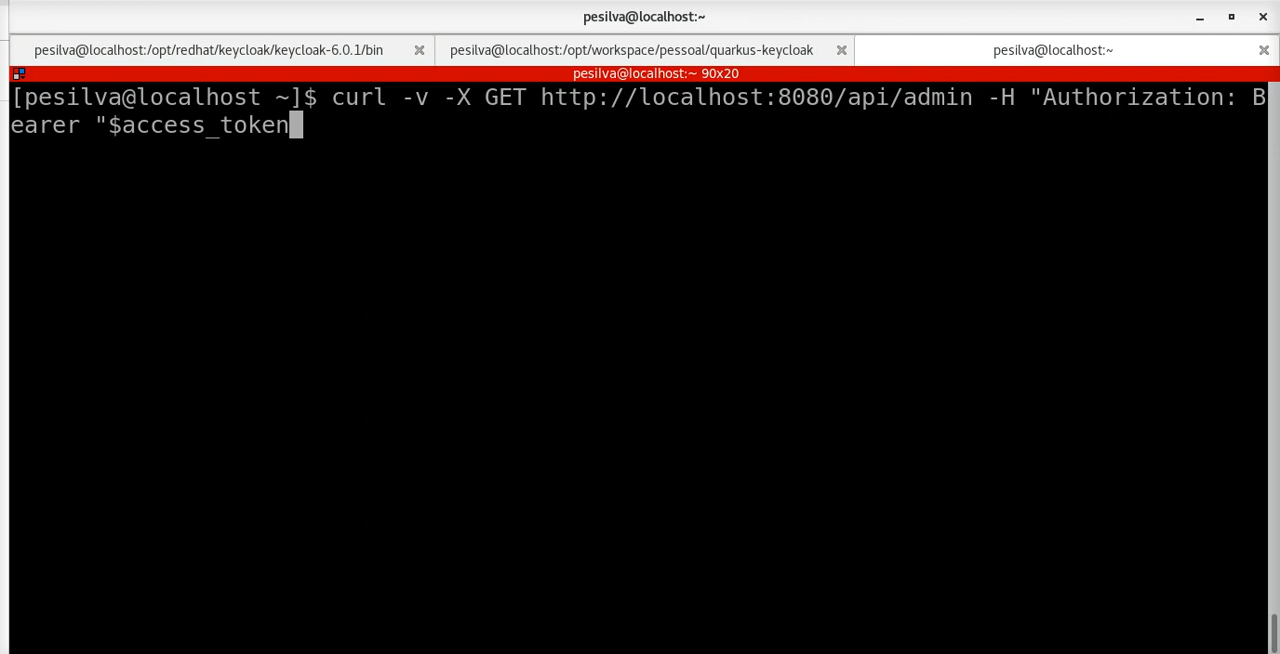 pesilva@localhost:~
pesilva@localhost:/opt/redhat/keycloak/keycloak-6.0.1/bin
pesilva@localhost:/opt/workspace/pessoal/quarkus-keycloak
pesilva@localhost:~
pesilva@localhost:~ 90x20
[pesilva@localhost ~]$ curl -v -X GET http://localhost:8080/api/admin -H "Authorization: B
earer "$access_token